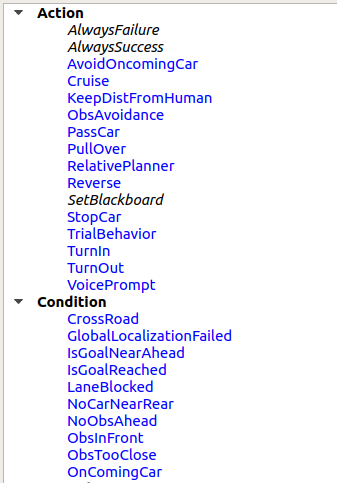 Action
AlwaysFailure
AlwaysSuccess
AvoidOncomingCar
Cruise
KeepDistFromHuman
ObsAvoidance
PassCar
PullOver
RelativePlanner
Reverse
SetBlackboard
StopCar
TrialBehavior
TurnIn
TurnOut
VoicePrompt
Condition
CrossRoad
GlobalLocalizationFailed
IsGoalNearAhead
IsGoalReached
LaneBlocked
NoCarNearRear
NoObsAhead
ObsInFront
ObsTooClose
OnComingCar